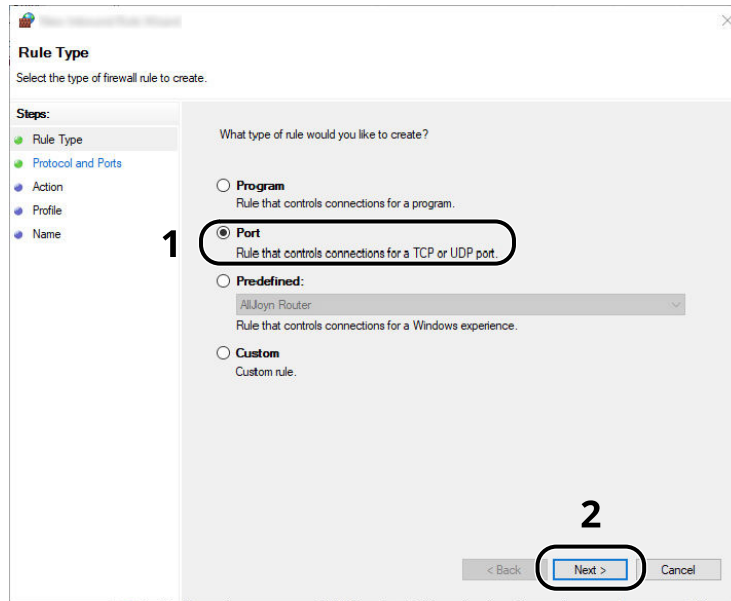 Rule Type
Select the type of firewall rule to create.
Steps:
Rule Type
Protocol and Ports
Action
Profile
Name
What type of rule would you like to create?
Program
Rule that controls connections for a program.
1
Port
Rule that controls connections for a TCP or UDP port.
Predefined:
AllJoyn Router
Rule that controls connections for a Windows experience.
Custom
Custom rule.
2
< Back
Next >
Cancel